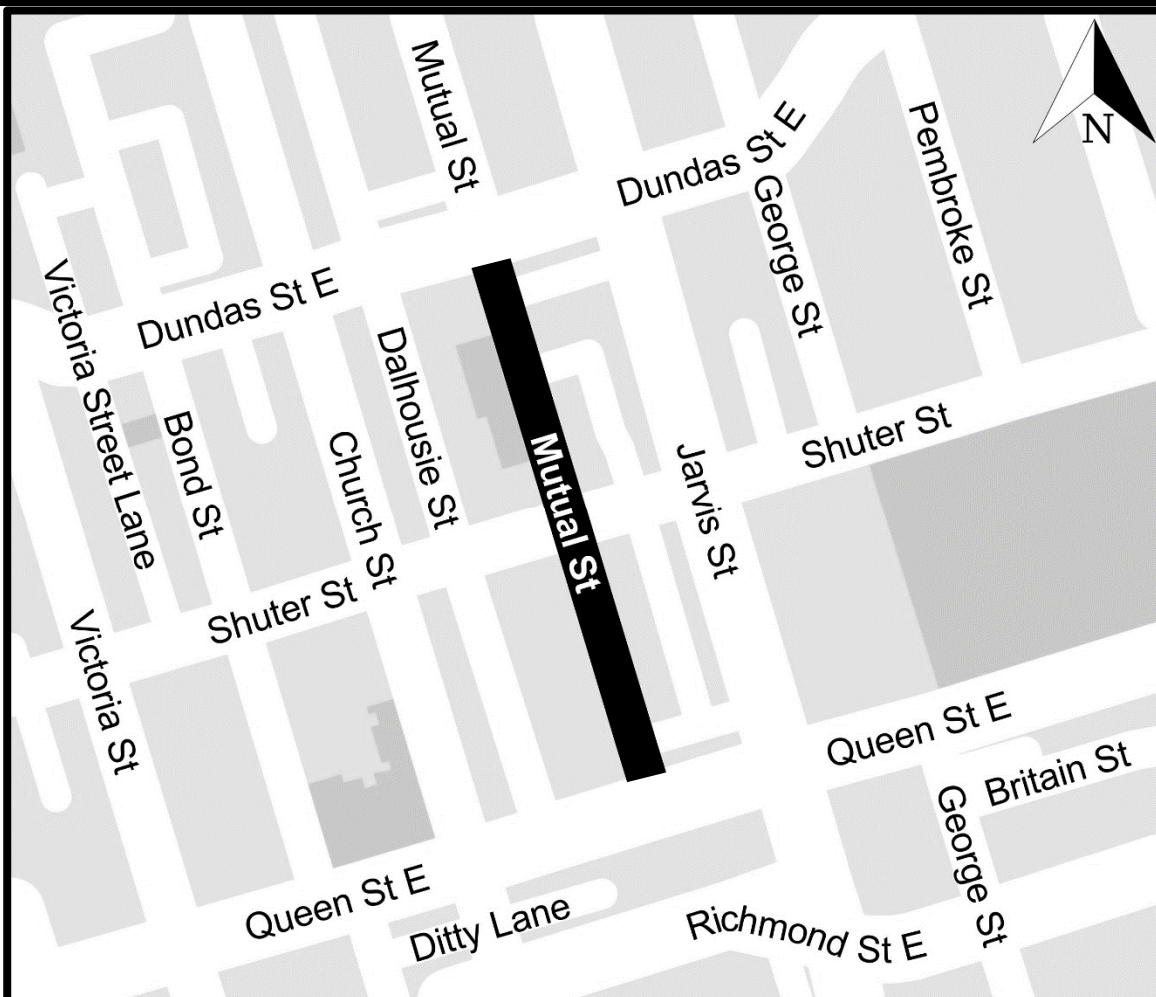 Mutual St
Dundas St E
N
Pembroke St
George St
Victoria Street Lane
Dundas St E
Dalhousie St
Bond St
Church St
Mutual St
Jarvis St
Shuter St
Shuter St
Victoria St
Queen St E
Britain St
George St
Queen St E
Ditty Lane
Richmond St E